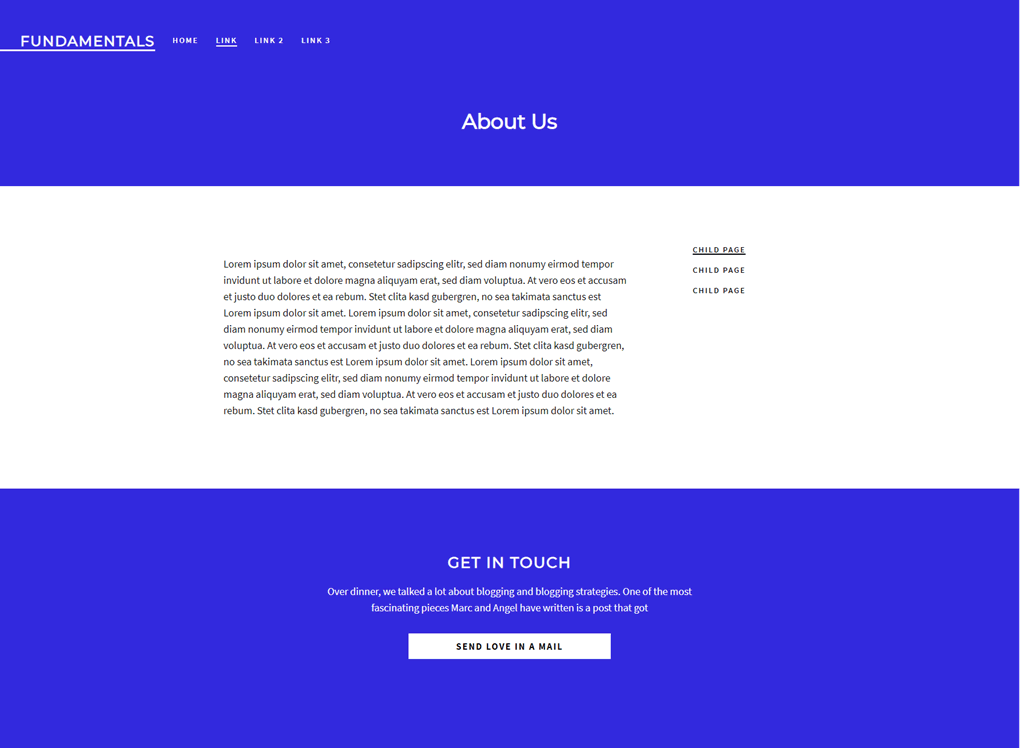 FUNDAMENTALS HOME LINK LINK 2 LINK 3
About Us
Lorem ipsum dolor sit amet, consetetur sadipscing elitr, sed diam nonumy eirmod tempor
invidunt ut labore et dolore magna aliquyam erat, sed diam voluptua. At vero eos et accusam
et justo duo dolores et ea rebum. Stet clita kasd gubergren, no sea takimata sanctus est
Lorem ipsum dolor sit amet. Lorem ipsum dolor sit amet, consetetur sadipscing elitr, sed
diam nonumy eirmod tempor invidunt ut labore et dolore magna aliquyam erat, sed diam
voluptua. At vero eos et accusam et justo duo dolores et ea rebum. Stet clita kasd gubergren,
no sea takimata sanctus est Lorem ipsum dolor sit amet. Lorem ipsum dolor sit amet,
consetetur sadipscing elitr, sed diam nonumy eirmod tempor invidunt ut labore et dolore
magna aliquyam erat, sed diam voluptua. At vero eos et accusam et justo duo dolores et ea
rebum. Stet clita kasd gubergren, no sea takimata sanctus est Lorem ipsum dolor sit amet.
CHILD PAGE
CHILD PAGE
CHILD PAGE
GET IN TOUCH
Over dinner, we talked a lot about blogging and blogging strategies. One of the most
fascinating pieces Marc and Angel have written is a post that got
SEND LOVE IN A MAIL